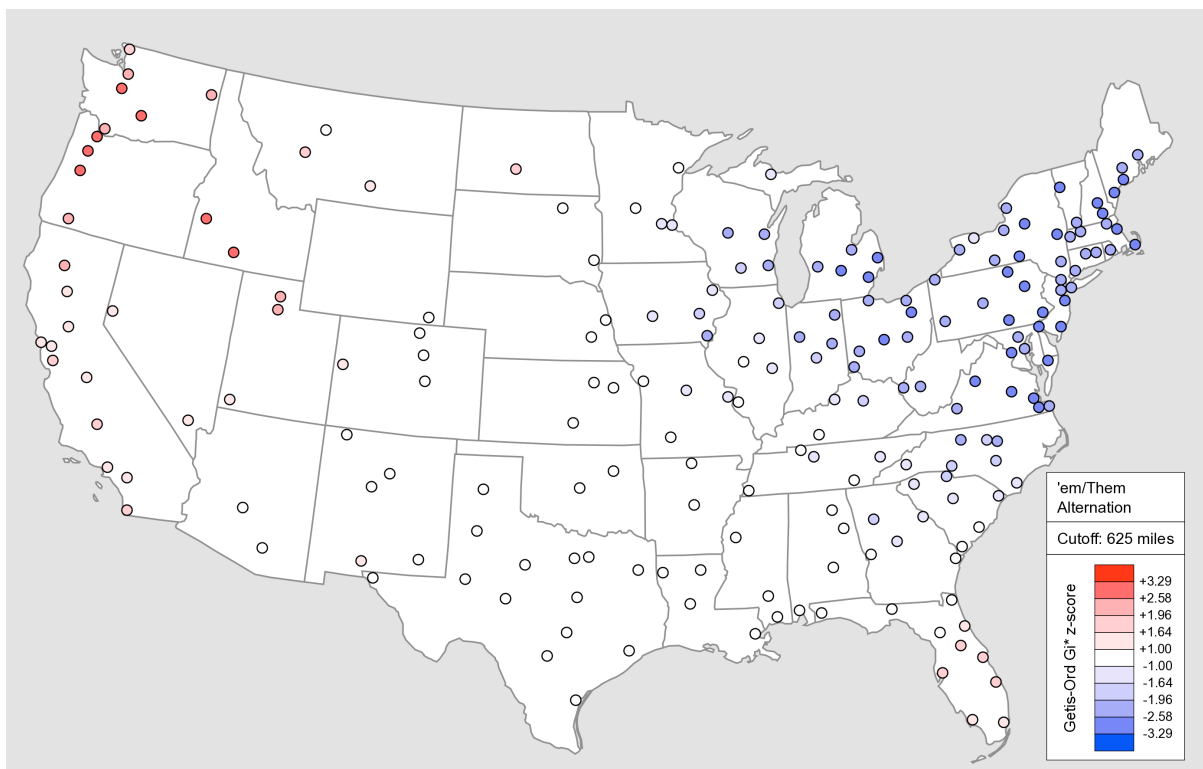 'em/Them
Alternation
Cutoff: 625 miles
Getis-Ord Gi* z-score
+3.29
+2.58
+1.96
+1.64
+1.00
-1.00
-1.64
-1.96
-2.58
-3.29